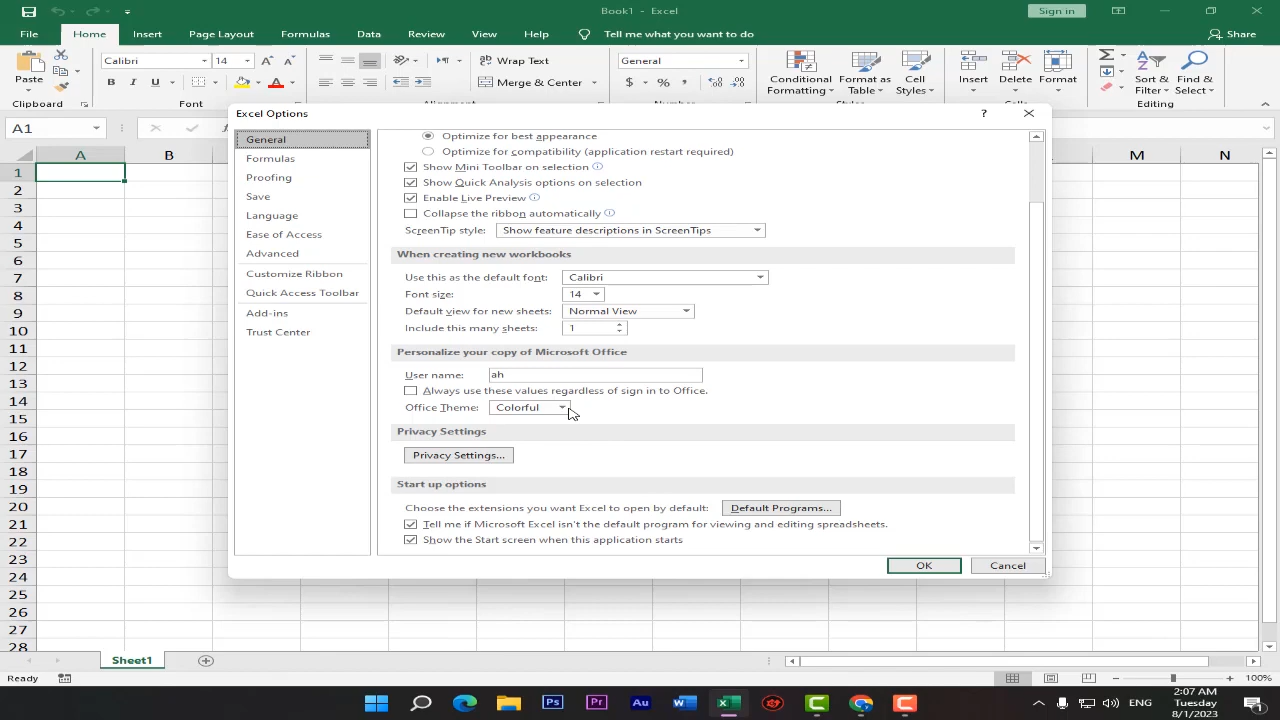 Book1 - Excel
Sign in
File Home Insert Page Layout Formulas Data Review View Help Tell me what you want to do Share
Paste
Clipboard
Calibri 14
B I U
Font
Wrap Text
Merge & Center
Alignment
General
$ % ,
Number
Conditional Formatting
Format as Table
Cell Styles
Styles
Insert Delete Format
Cells
Sort & Filter
Find & Select
Editing
A1
A B M N
Excel Options
?
General
Formulas
Proofing
Save
Language
Ease of Access
Advanced
Customize Ribbon
Quick Access Toolbar
Add-ins
Trust Center
Optimize for best appearance
Optimize for compatibility (application restart required)
Show Mini Toolbar on selection
Show Quick Analysis options on selection
Enable Live Preview
Collapse the ribbon automatically
ScreenTip style: Show feature descriptions in ScreenTips
When creating new workbooks
Use this as the default font: Calibri
Font size: 14
Default view for new sheets: Normal View
Include this many sheets: 1
Personalize your copy of Microsoft Office
User name: ah
Always use these values regardless of sign in to Office.
Office Theme: Colorful
Privacy Settings
Privacy Settings...
Start up options
Choose the extensions you want Excel to open by default: Default Programs...
Tell me if Microsoft Excel isn't the default program for viewing and editing spreadsheets.
Show the Start screen when this application starts
OK Cancel
1
2
3
4
5
6
7
8
9
10
11
12
13
14
15
16
17
18
19
20
21
22
23
24
25
26
27
28
Sheet1
Ready
100%
Ps Pr Au
ENG
2:07 AM
Tuesday
8/1/2023